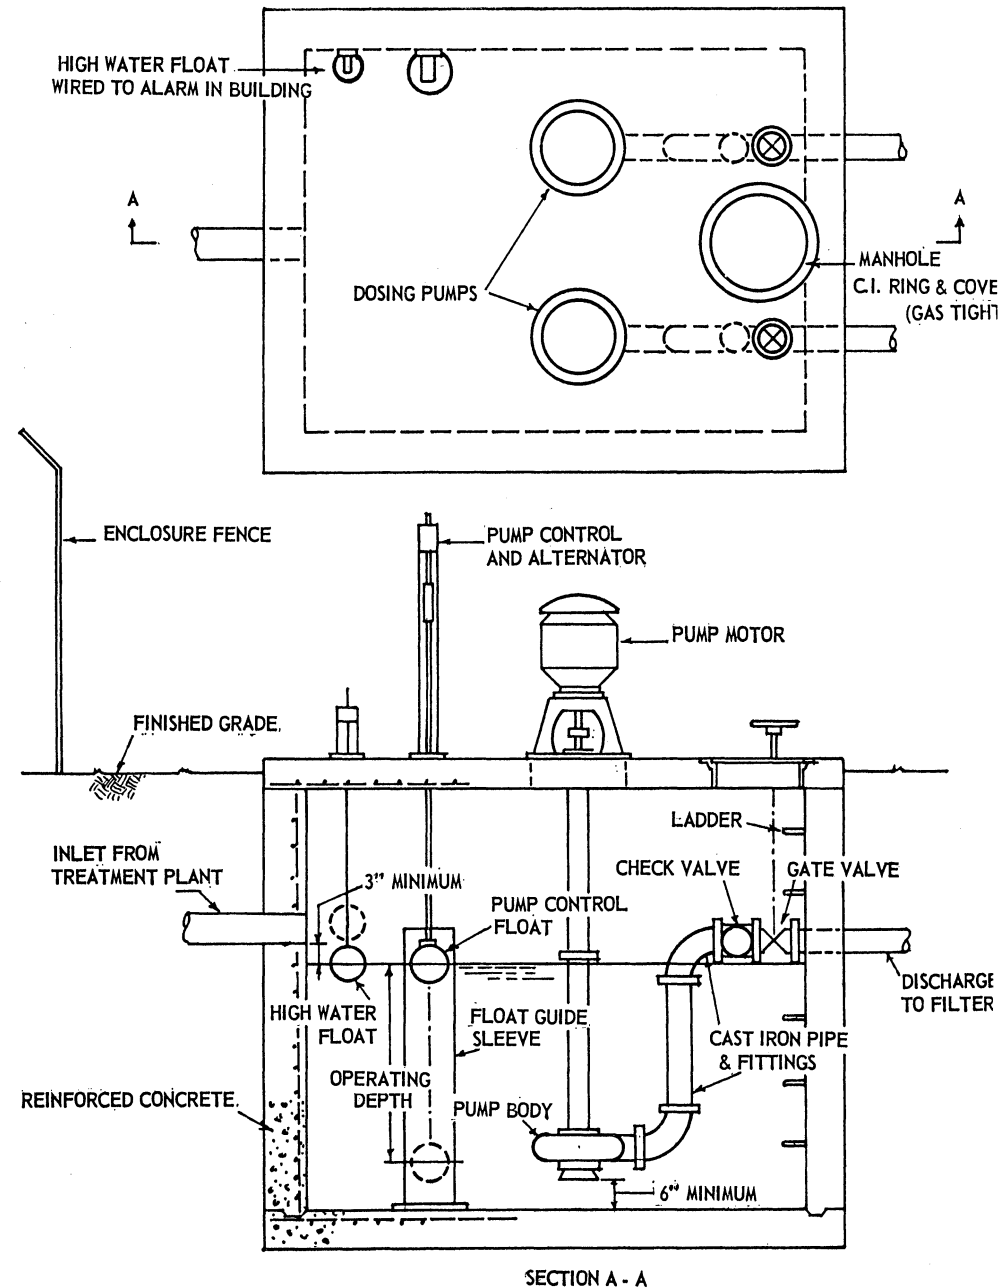 HIGH WATER FLOAT
WIRED TO ALARM IN BUILDING
A
A
MANHOLE
C.I. RING & COVE
(GAS TIGHT
DOSING PUMPS
ENCLOSURE FENCE
PUMP CONTROL
AND ALTERNATOR
PUMP MOTOR
FINISHED GRADE.
LADDER
INLET FROM
TREATMENT PLANT
3" MINIMUM
CHECK VALVE
GATE VALVE
PUMP CONTROL
FLOAT
DISCHARGE
TO FILTER
HIGH WATER
FLOAT
FLOAT GUIDE
SLEEVE
CAST IRON PIPE
& FITTINGS
OPERATING
DEPTH
REINFORCED CONCRETE.
PUMP BODY
6" MINIMUM
SECTION A - A